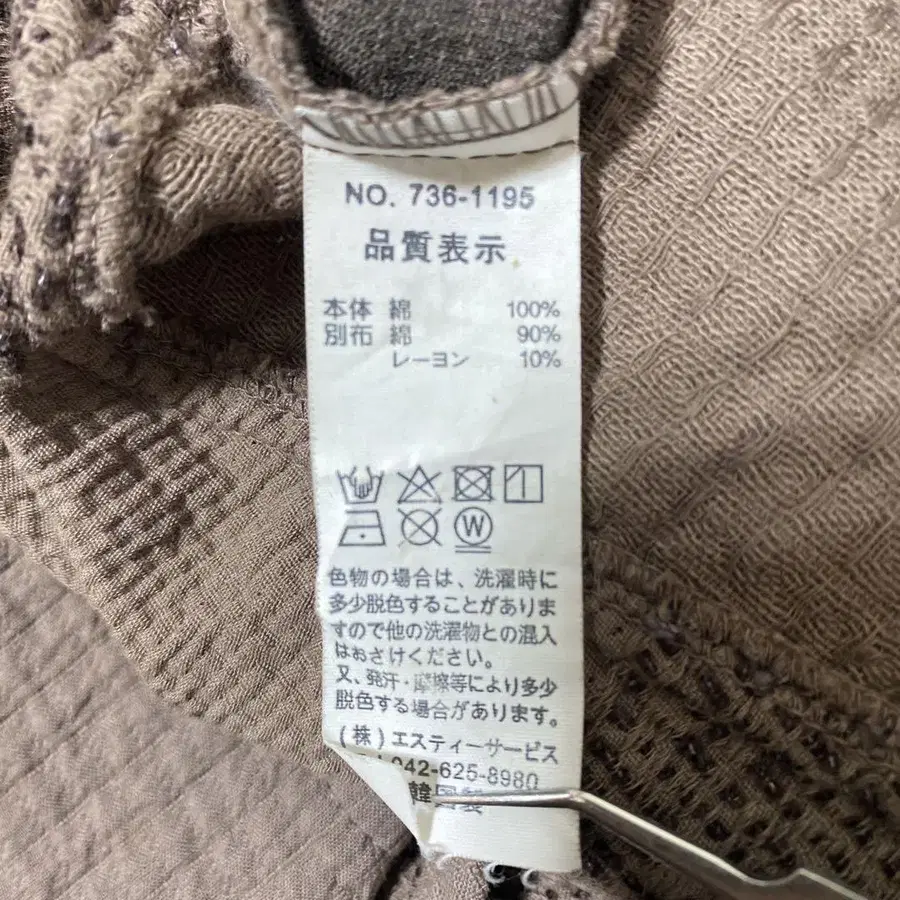 NO. 736-1195
品質表示
本体 綿 100%
別布 綿 90%
レーヨン 10%
W
色物の場合は、洗濯時に
多少脱色することがありま
すので他の洗濯物との混入
はおさけください。
又、発汗・摩擦等により多少
脱色する場合があります。
(株)エスティーサービス
042-625-8980
韓国製